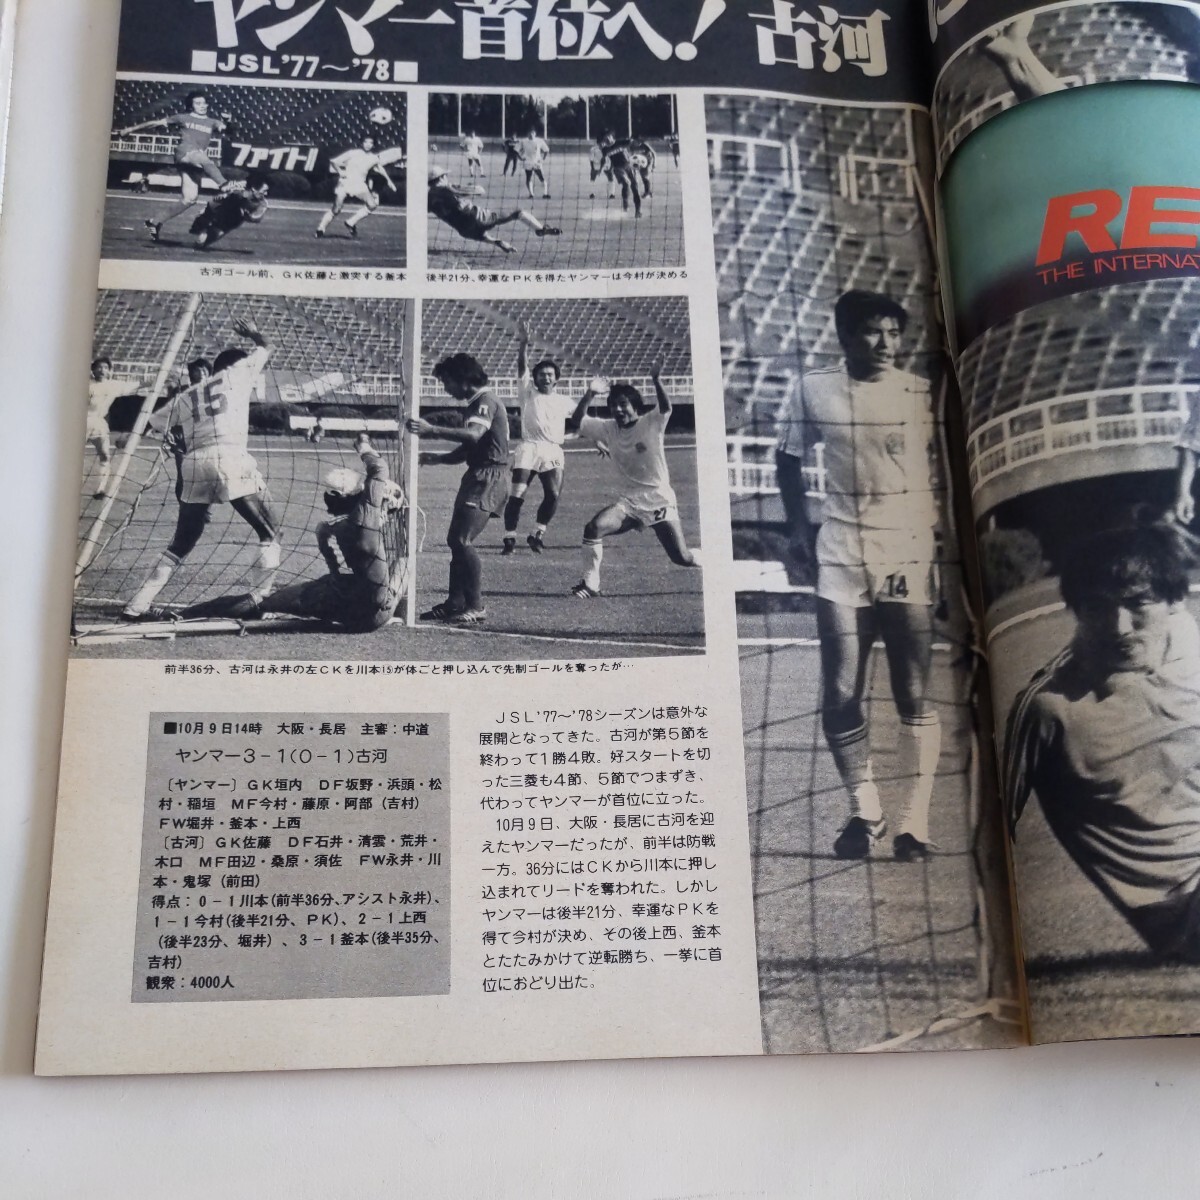 ヤンマー首位へ! 古河
■JSL'77〜'78■
YANMAR
ファイト!
古河ゴール前、GK佐藤と激突する釜本
後半21分、幸運なPKを得たヤンマーは今村が決める
15
16
27
前半36分、古河は永井の左CKを川本⑮が体ごと押し込んで先制ゴールを奪ったが…
14
■10月9日14時 大阪・長居 主審:中道
ヤンマー3-1(0-1)古河
〔ヤンマー〕GK垣内 DF坂野・浜頭・松
村・稲垣 MF今村・藤原・阿部(吉村)
FW堀井・釜本・上西
〔古河〕GK佐藤 DF石井・清雲・荒井・
木口 MF田辺・桑原・須佐 FW永井・川
本・鬼塚(前田)
得点:0-1川本(前半36分、アシスト永井)、
1-1今村(後半21分、PK)、2-1上西
(後半23分、堀井)、3-1釜本(後半35分、
吉村)
観衆:4000人
JSL'77〜'78シーズンは意外な
展開となってきた。古河が第5節を
終わって1勝4敗。好スタートを切
った三菱も4節、5節でつまずき、
代わってヤンマーが首位に立った。
10月9日、大阪・長居に古河を迎
えたヤンマーだったが、前半は防戦
一方。36分にはCKから川本に押し
込まれてリードを奪われた。しかし
ヤンマーは後半21分、幸運なPKを
得て今村が決め、その後上西、釜本
とたたみかけて逆転勝ち、一挙に首
位におどり出た。
RE
THE INTERNAT